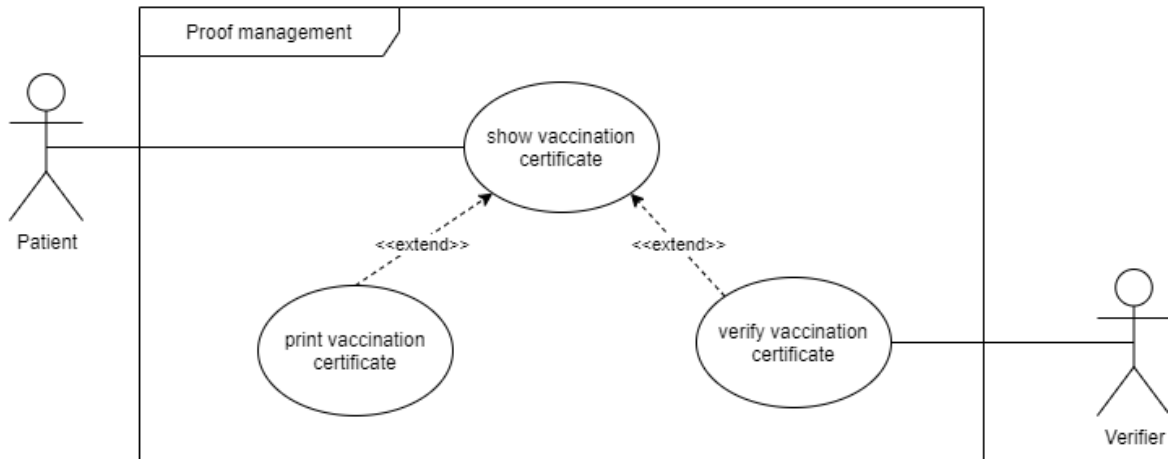 Proof management
show vaccination
certificate
Patient
<<extend>>
<<extend>>
print vaccination
certificate
verify vaccination
certificate
Verifier